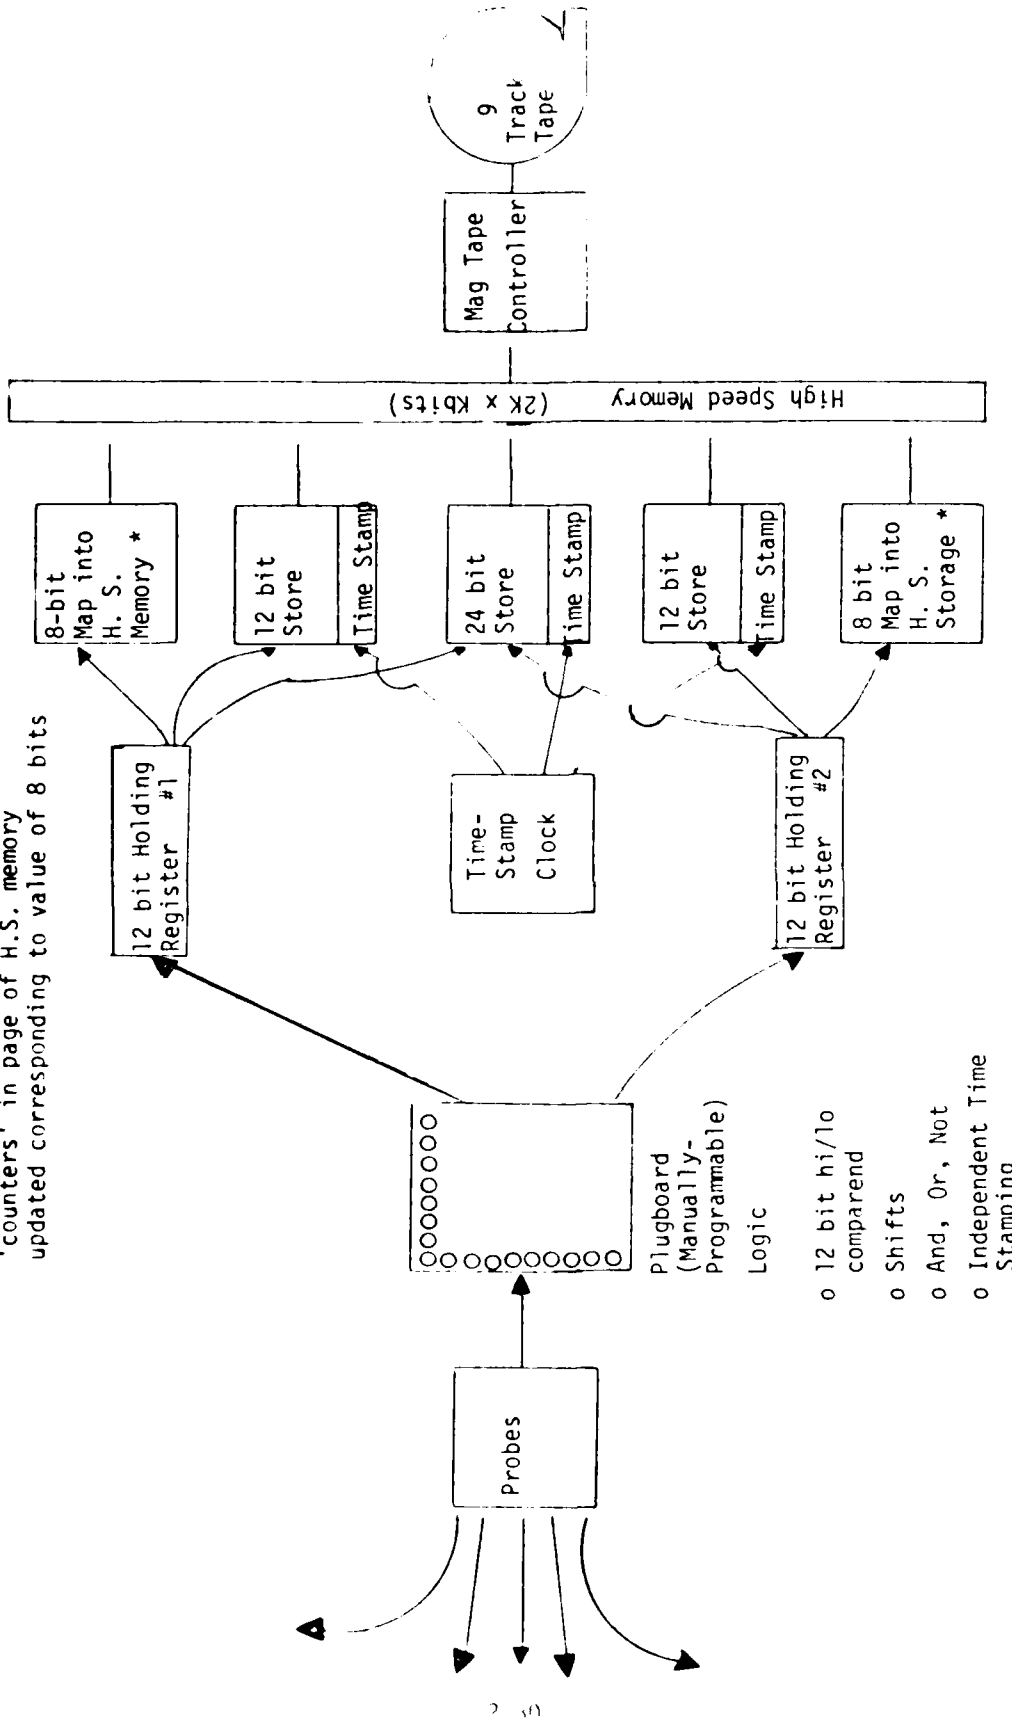 'counters' in page of H.S. memory
updated corresponding to value of 8 bits
Probes
Plugboard
(Manually-
Programmable)
Logic
o 12 bit hi/lo
comparend
o Shifts
o And, Or, Not
o Independent Time
Stamping
12 bit Holding
Register #1
Time-
Stamp
Clock
12 bit Holding
Register #2
8-bit
Map into
H. S.
Memory *
12 bit
Store
Time Stamp
24 bit
Store
Time Stamp
12 bit
Store
Time Stamp
8 bit
Map into
H. S.
Storage *
High Speed Memory (2K x Kbits)
Mag Tape
Controller
9
Track
Tape